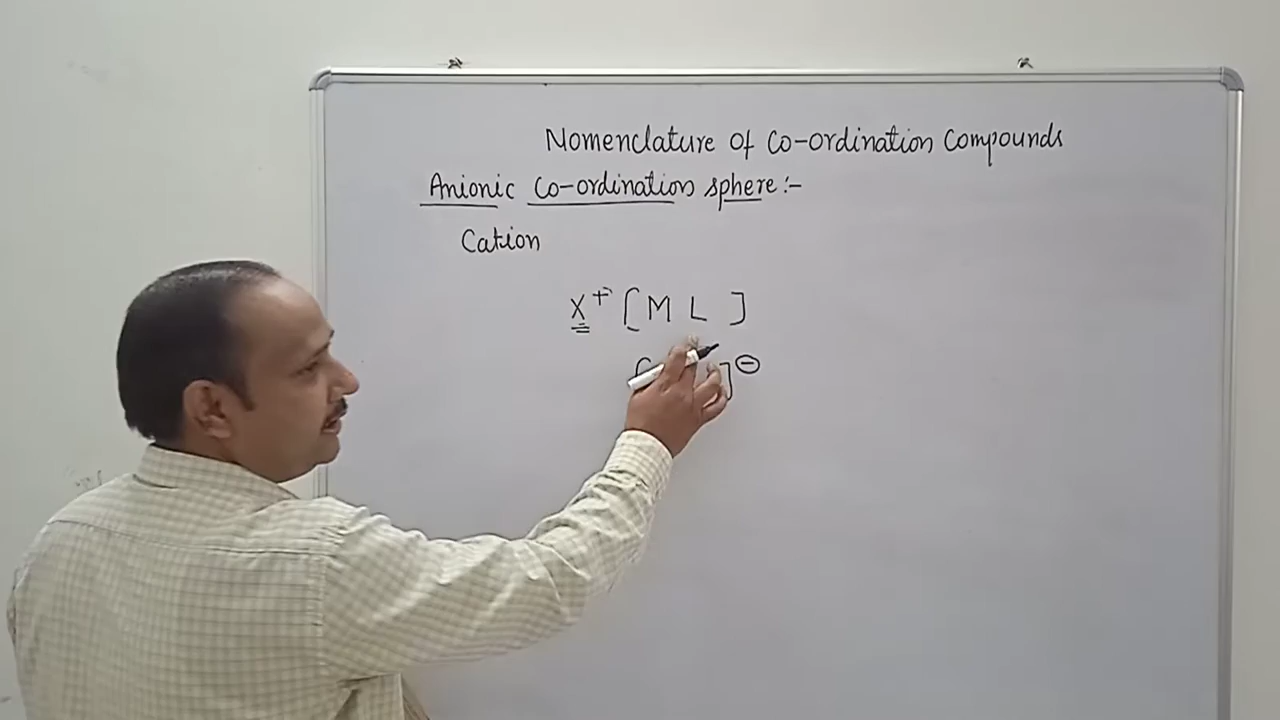 Nomenclature of Co-ordination Compounds
Anionic Co-ordination sphere :-
Cation
X + [ M L ]
[ ] ⊖